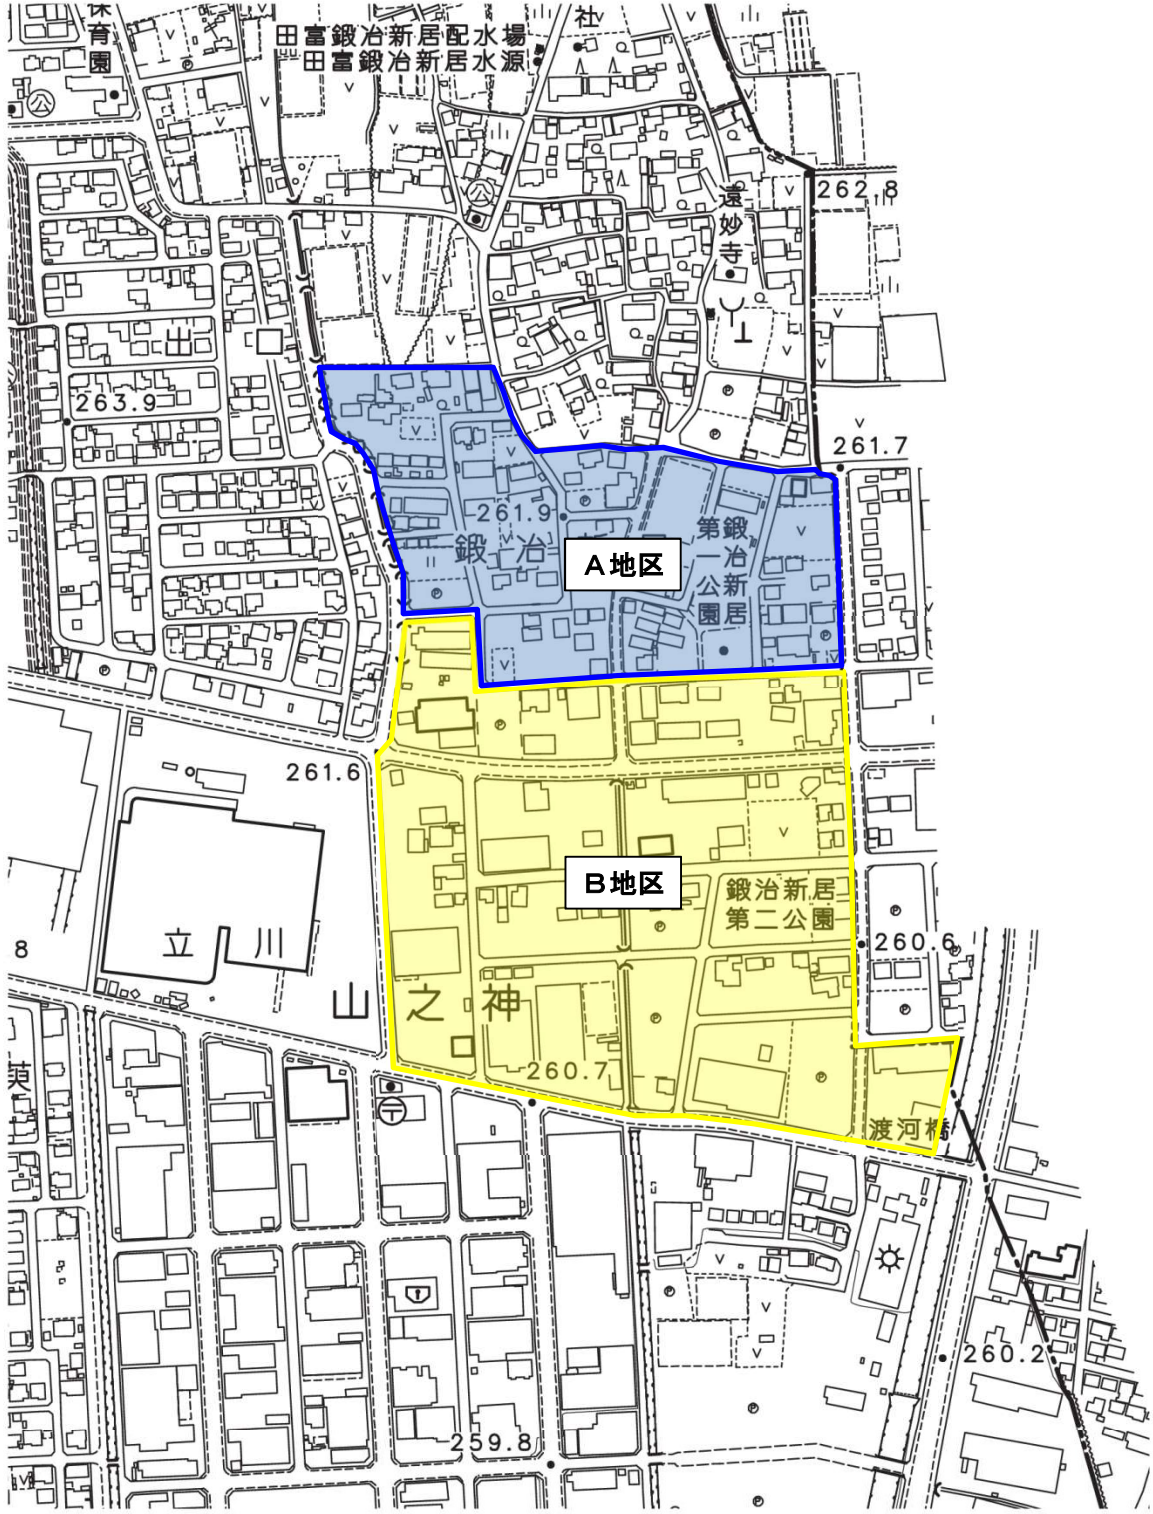 保育園
田富鍛冶新居配水場
田富鍛冶新居水源
社
公
公
262.8
遠妙寺
出
口
263.9
261.7
261.9
鍛冶
A地区
鍛冶新居
第一公園
261.6
B地区
鍛冶新居
第二公園
8
立川
260.6
山之神
260.7
渡河橋
260.2
259.8